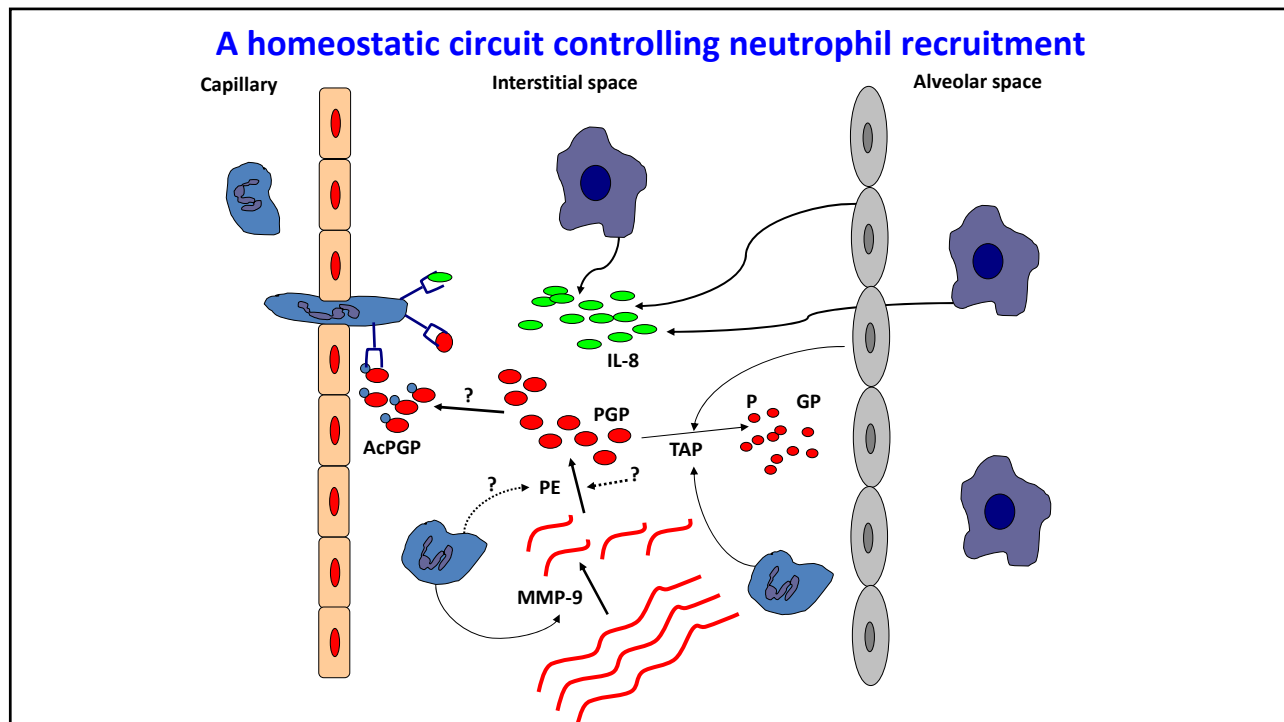 A homeostatic circuit controlling neutrophil recruitment
Capillary
Interstitial space
Alveolar space
IL-8
?
PGP
P
GP
AcPGP
TAP
?
PE
?
MMP-9